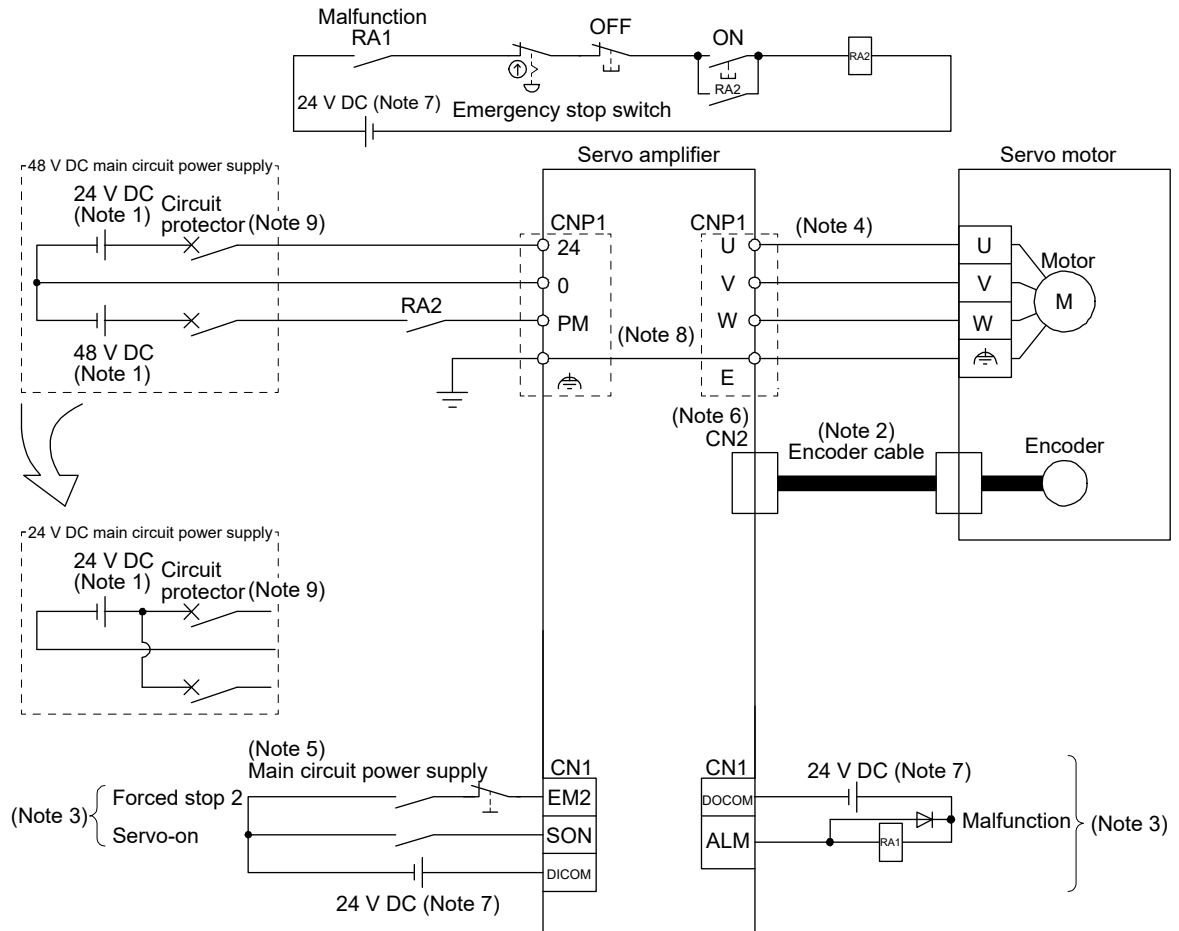 Malfunction
RA1
OFF
ON
RA2
RA2
24 V DC (Note 7)
Emergency stop switch
Servo amplifier
Servo motor
48 V DC main circuit power supply
24 V DC
(Note 1)
Circuit
protector (Note 9)
CNP1
24
0
PM
RA2
48 V DC
(Note 1)
(Note 8)
CNP1
U
V
W
E
(Note 4)
U
V
W
Motor
M
(Note 6)
CN2
(Note 2)
Encoder cable
Encoder
24 V DC main circuit power supply
24 V DC
(Note 1)
Circuit
protector (Note 9)
(Note 5)
Main circuit power supply
(Note 3)
Forced stop 2
Servo-on
24 V DC (Note 7)
CN1
EM2
SON
DICOM
CN1
DOCOM
ALM
24 V DC (Note 7)
RA1
Malfunction
(Note 3)